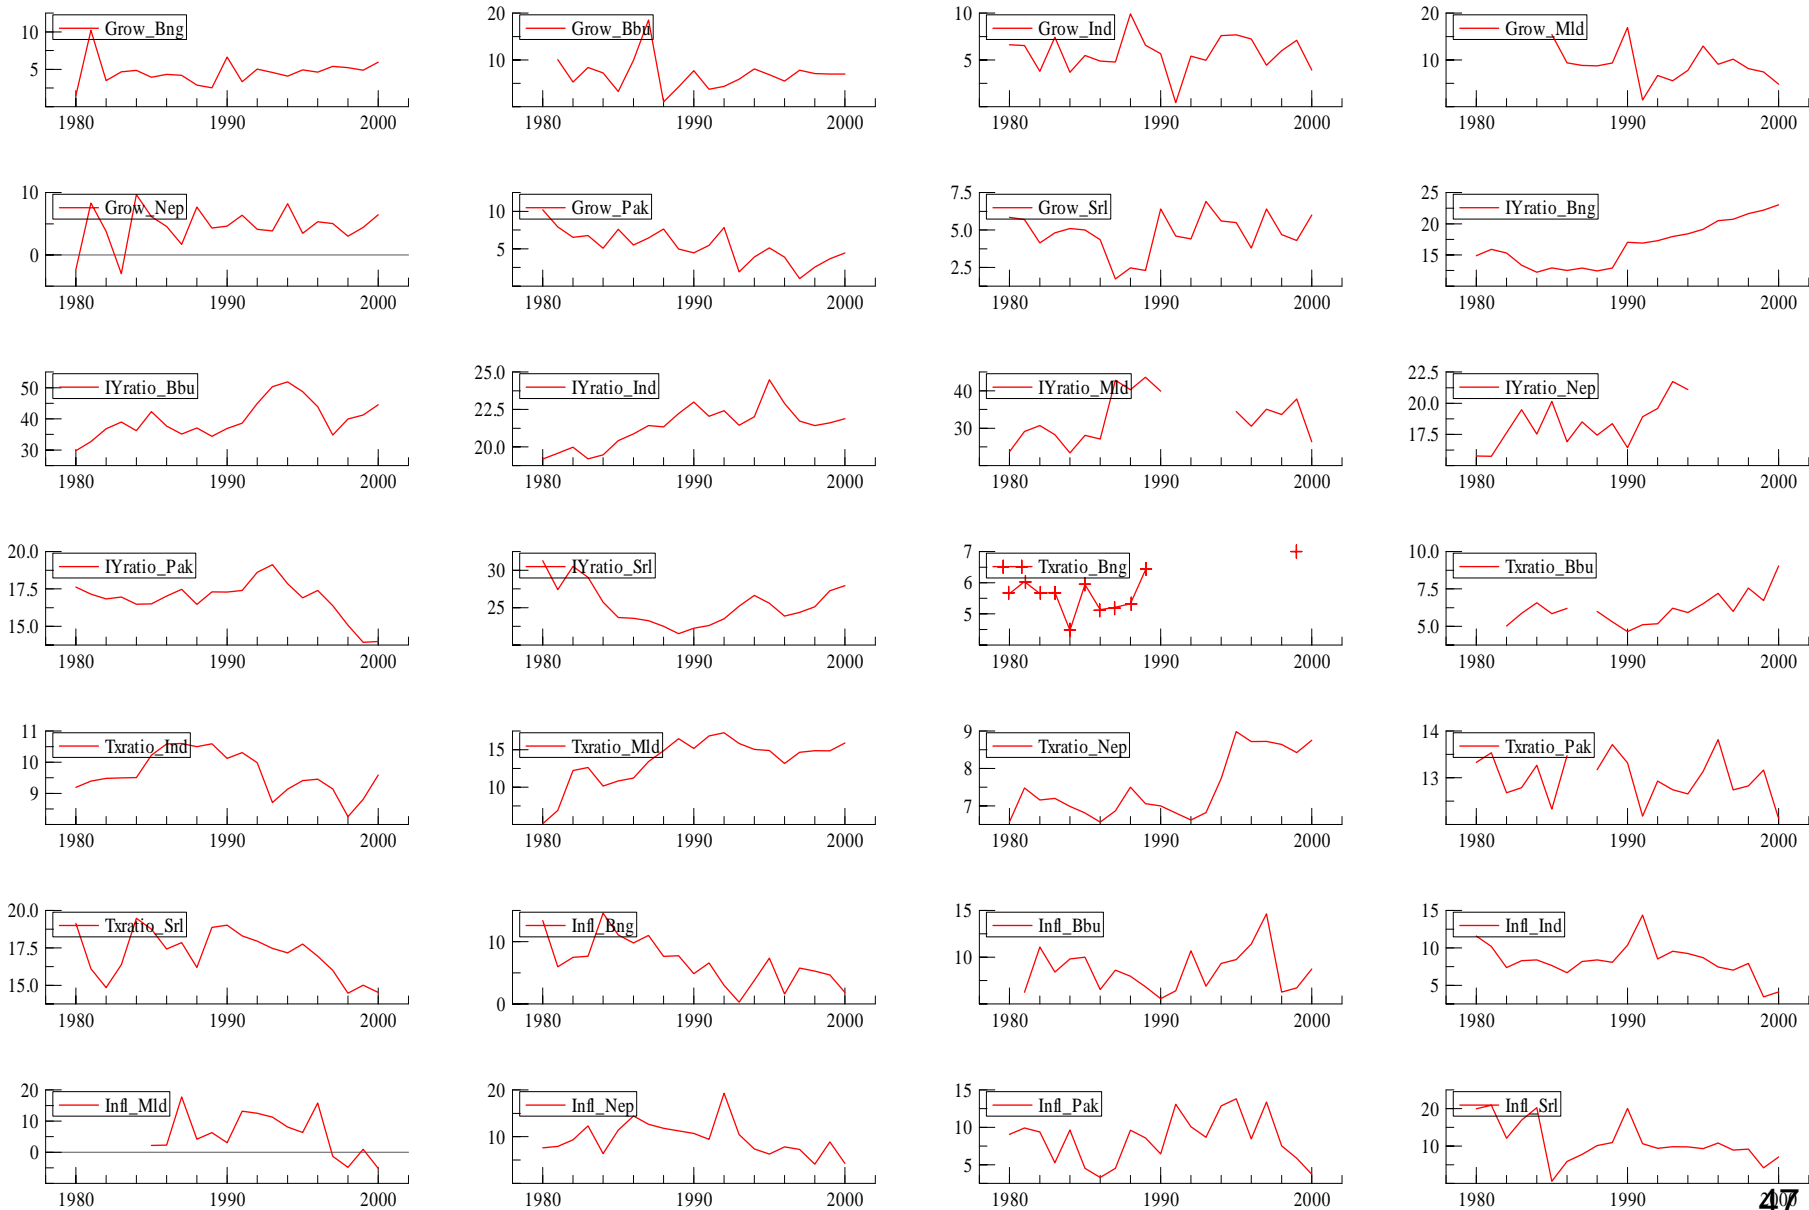 Grow_Bng
10
5
1980 1990 2000
Grow_Bbu
20
10
1980 1990 2000
Grow_Ind
10
5
1980 1990 2000
Grow_Mld
20
10
1980 1990 2000
Grow_Nep
10
0
1980 1990 2000
Grow_Pak
10
5
1980 1990 2000
Grow_Srl
7.5
5.0
2.5
1980 1990 2000
IYratio_Bng
25
20
15
1980 1990 2000
IYratio_Bbu
50
40
30
1980 1990 2000
IYratio_Ind
25.0
22.5
20.0
1980 1990 2000
IYratio_Mld
40
30
1980 1990 2000
IYratio_Nep
22.5
20.0
17.5
1980 1990 2000
IYratio_Pak
20.0
17.5
15.0
1980 1990 2000
IYratio_Srl
30
25
1980 1990 2000
Txratio_Bng
7
6
5
1980 1990 2000
Txratio_Bbu
10.0
7.5
5.0
1980 1990 2000
Txratio_Ind
11
10
9
1980 1990 2000
Txratio_Mld
15
10
1980 1990 2000
Txratio_Nep
9
8
7
1980 1990 2000
Txratio_Pak
14
13
1980 1990 2000
Txratio_Srl
20.0
17.5
15.0
1980 1990 2000
Infl_Bng
10
0
1980 1990 2000
Infl_Bbu
15
10
1980 1990 2000
Infl_Ind
15
10
5
1980 1990 2000
Infl_Mld
20
10
0
1980 1990 2000
Infl_Nep
20
10
1980 1990 2000
Infl_Pak
15
10
5
1980 1990 2000
Infl_Srl
20
10
1980 1990 2000
47